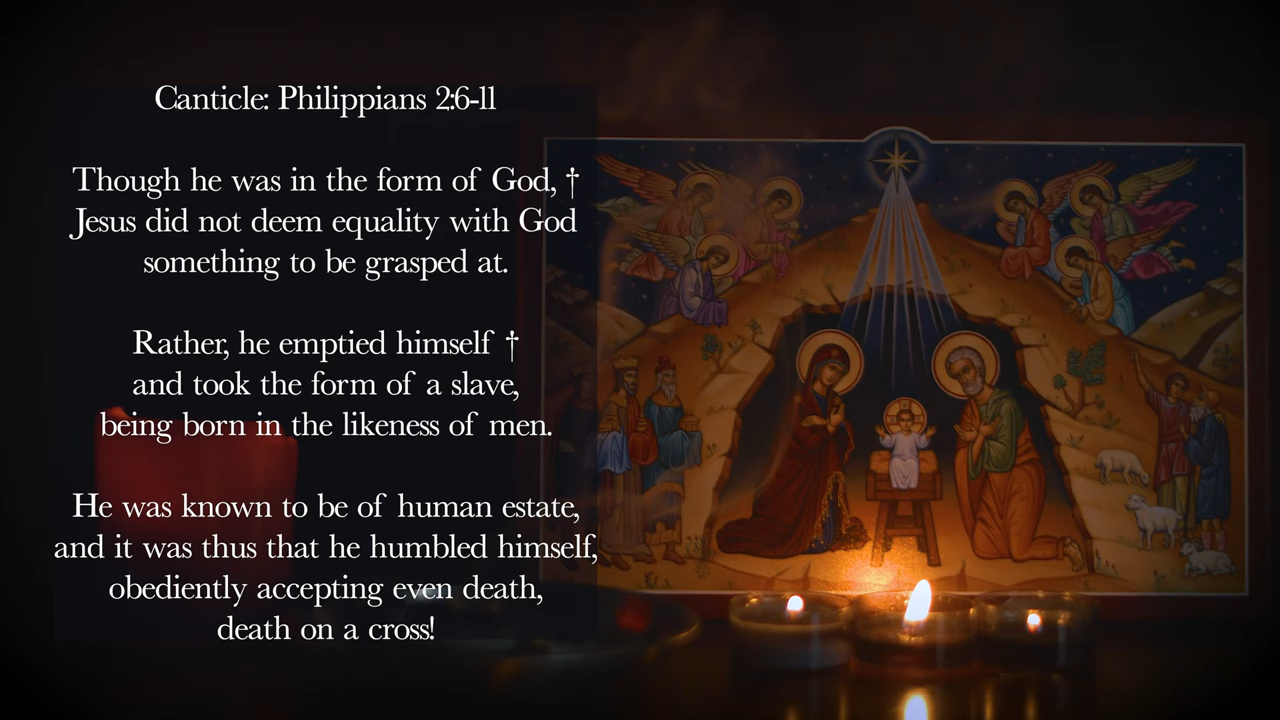 Canticle: Philippians 2:6-11
Though he was in the form of God, †
Jesus did not deem equality with God
something to be grasped at.
Rather, he emptied himself †
and took the form of a slave,
being born in the likeness of men.
He was known to be of human estate,
and it was thus that he humbled himself,
obediently accepting even death,
death on a cross!